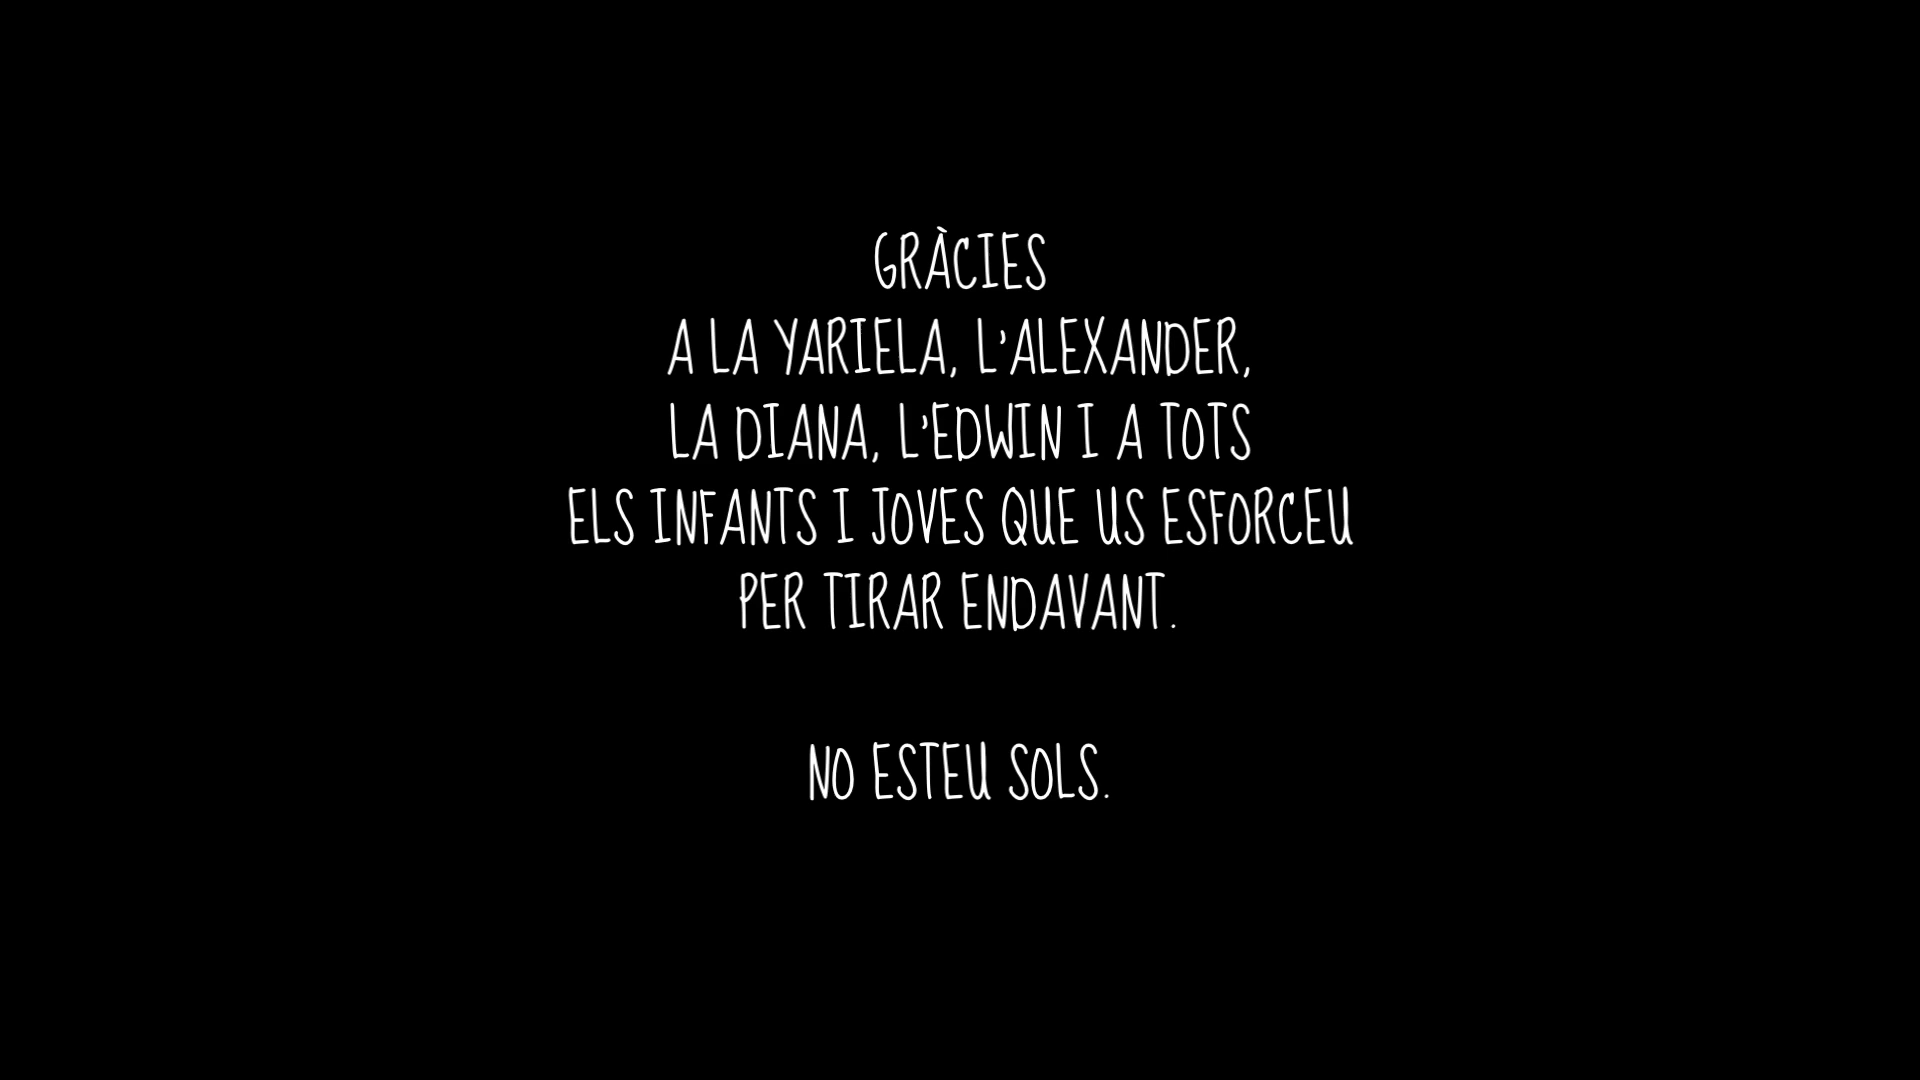 GRÀCIES
A LA YARIELA, L'ALEXANDER,
LA DIANA, L'EDWIN I A TOTS
ELS INFANTS I JOVES QUE US ESFORCEU
PER TIRAR ENDAVANT.
NO ESTEU SOLS.